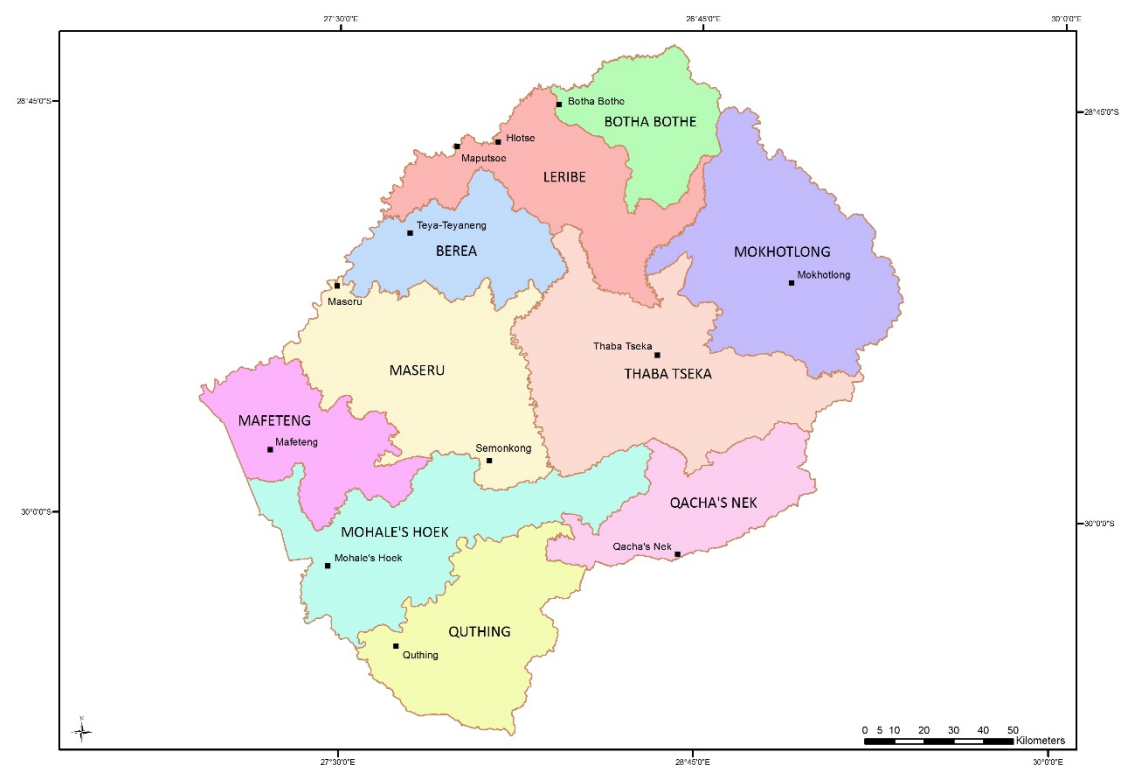 27°30'0"E 28°45'0"E 30°0'0"E
28°45'0"S
28°45'0"S
Botha Bothe
BOTHA BOTHE
Hlotse
Maputsoe
LERIBE
Teya-Teyaneng
BEREA
MOKHOTLONG
Mokhotlong
Maseru
Thaba Tseka
THABA TSEKA
MASERU
MAFETENG
Mafeteng
Semonkong
QACHA'S NEK
30°0'0"S
30°0'0"S
MOHALE'S HOEK
Qacha's Nek
Mohale's Hoek
QUTHING
Quthing
N
0 5 10 20 30 40 50
Kilometers
27°30'0"E 28°45'0"E 30°0'0"E